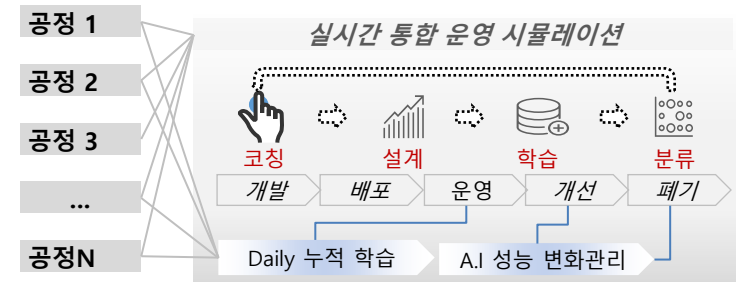 공정 1
공정 2
공정 3
...
공정N
실시간 통합 운영 시뮬레이션
코칭 설계 학습 분류
개발 배포 운영 개선 폐기
Daily 누적 학습 A.I 성능 변화관리